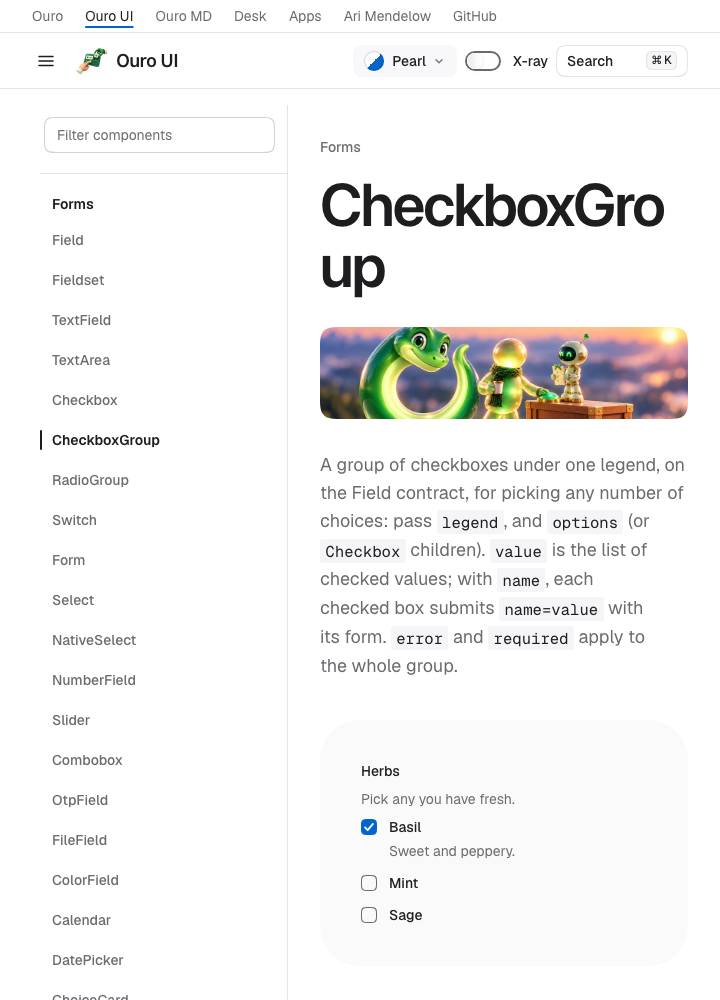 Ouro Ouro UI Ouro MD Desk Apps Ari Mendelow GitHub
Ouro UI Pearl X-ray Search ⌘K
Filter components
Forms
Field
Fieldset
TextField
TextArea
Checkbox
CheckboxGroup
RadioGroup
Switch
Form
Select
NativeSelect
NumberField
Slider
Combobox
OtpField
FileField
ColorField
Calendar
DatePicker
ChoiceCard
Forms
CheckboxGro
up
A group of checkboxes under one legend, on
the Field contract, for picking any number of
choices: pass legend, and options (or
Checkbox children). value is the list of
checked values; with name, each
checked box submits name=value with
its form. error and required apply to
the whole group.
Herbs
Pick any you have fresh.
Basil
Sweet and peppery.
Mint
Sage